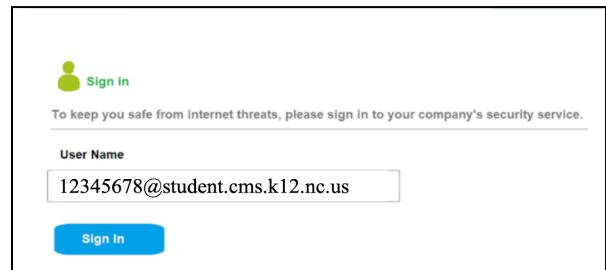 Sign in
To keep you safe from internet threats, please sign in to your company's security service.
User Name
12345678@student.cms.k12.nc.us
Sign In